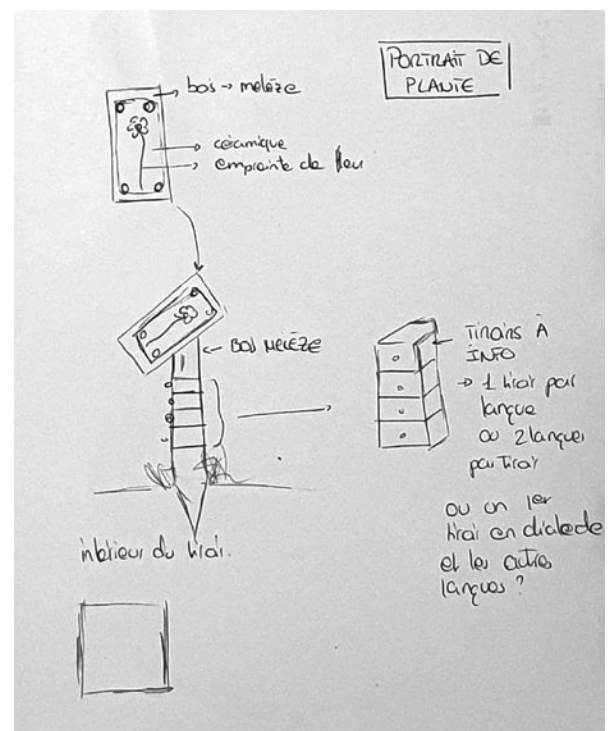 PORTRAIT DE
PLANTE
bois → mélèze
céramique
empreinte de fleur
BOIS MÉLÈZE
TIROIRS À
INFO
→ 1 tiroir par
langue
ou 2 langues
par tiroir
ou un 1er
tiroir en dialecte
et les autres
langues ?
intérieur du tiroir.